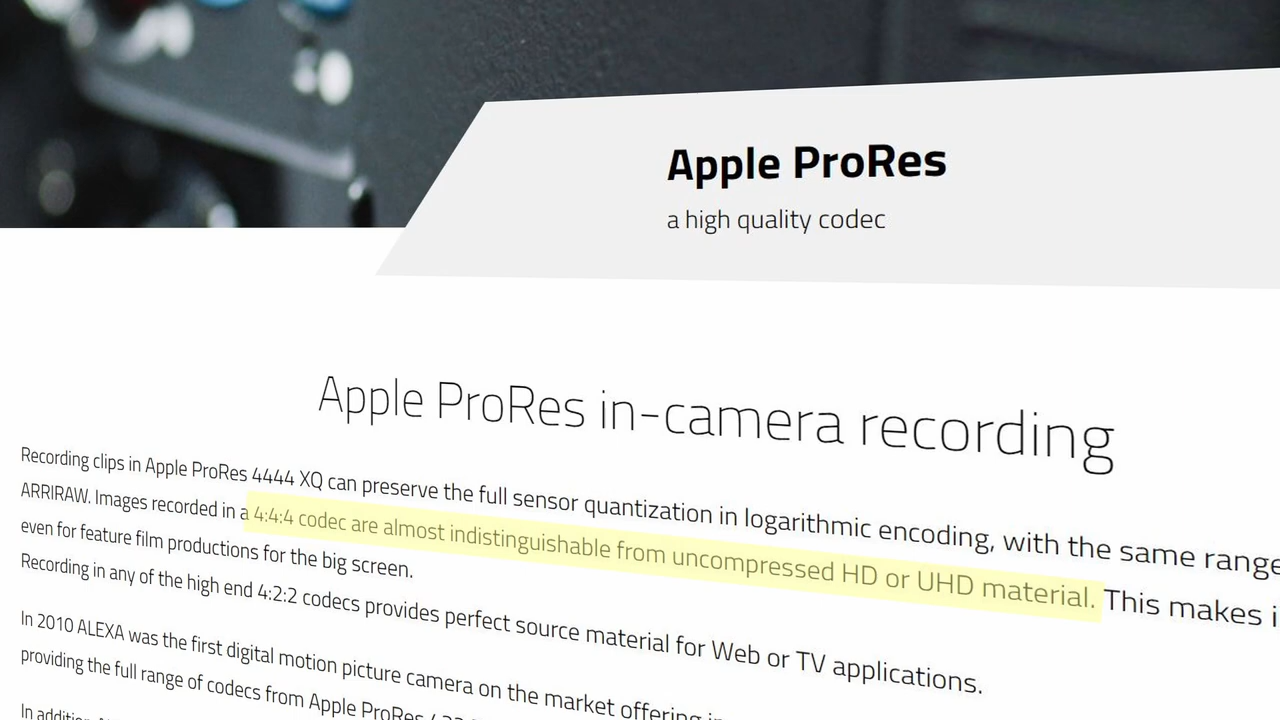 Apple ProRes
a high quality codec
Apple ProRes in-camera recording
Recording clips in Apple ProRes 4444 XQ can preserve the full sensor quantization in logarithmic encoding, with the same range
ARRIRAW. Images recorded in a 4:4:4 codec are almost indistinguishable from uncompressed HD or UHD material. This makes i
even for feature film productions for the big screen.
Recording in any of the high end 4:2:2 codecs provides perfect source material for Web or TV applications.
In 2010 ALEXA was the first digital motion picture camera on the market offering in
providing the full range of codecs from Apple ProRes
In addition